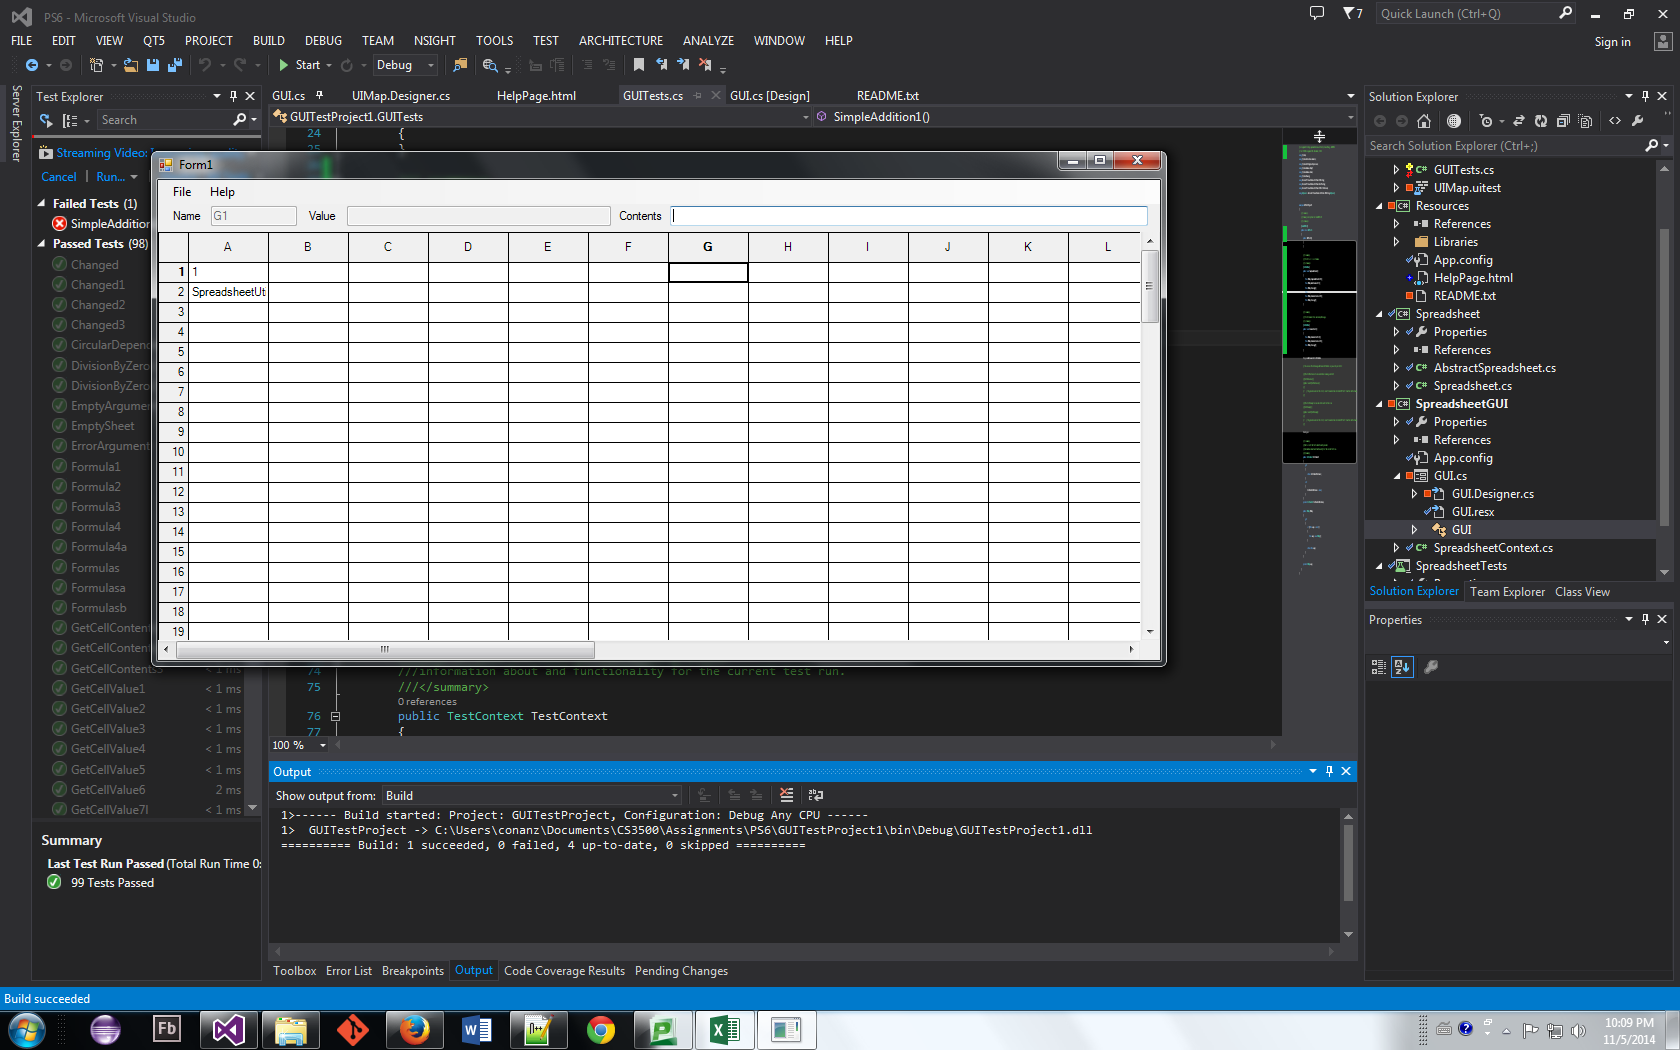 PS6 - Microsoft Visual Studio
7
Quick Launch (Ctrl+Q)
FILE EDIT VIEW QT5 PROJECT BUILD DEBUG TEAM NSIGHT TOOLS TEST ARCHITECTURE ANALYZE WINDOW HELP
Sign in
Start Debug
Server Explorer
Test Explorer
Search
Streaming Video:
Cancel | Run...
Failed Tests (1)
SimpleAddition
Passed Tests (98)
Changed
Changed1
Changed2
Changed3
CircularDepend
DivisionByZero
DivisionByZero
EmptyArgume
EmptySheet
ErrorArgument
Formula1
Formula2
Formula3
Formula4
Formula4a
Formulas
Formulasa
Formulasb
GetCellContent
GetCellContent
GetCellContents3 < 1 ms
GetCellValue1 < 1 ms
GetCellValue2 < 1 ms
GetCellValue3 < 1 ms
GetCellValue4 < 1 ms
GetCellValue5 < 1 ms
GetCellValue6 2 ms
GetCellValue7I < 1 ms
Summary
Last Test Run Passed (Total Run Time 0:
99 Tests Passed
GUI.cs UIMap.Designer.cs HelpPage.html GUITests.cs GUI.cs [Design] README.txt
GUITestProject1.GUITests SimpleAddition1()
24 {
25 }
Form1
File Help
Name G1 Value Contents
A B C D E F G H I J K L
1 1
2 SpreadsheetUt
3
4
5
6
7
8
9
10
11
12
13
14
15
16
17
18
19
74 ///information about and functionality for the current test run.
75 ///</summary>
0 references
76 public TestContext TestContext
77 {
100 %
Output
Show output from: Build
1>------ Build started: Project: GUITestProject, Configuration: Debug Any CPU ------
1> GUITestProject -> C:\Users\conanz\Documents\CS3500\Assignments\PS6\GUITestProject1\bin\Debug\GUITestProject1.dll
========== Build: 1 succeeded, 0 failed, 4 up-to-date, 0 skipped ==========
Toolbox Error List Breakpoints Output Code Coverage Results Pending Changes
Solution Explorer
Search Solution Explorer (Ctrl+;)
C# GUITests.cs
UIMap.uitest
C# Resources
References
Libraries
App.config
HelpPage.html
README.txt
C# Spreadsheet
Properties
References
C# AbstractSpreadsheet.cs
C# Spreadsheet.cs
C# SpreadsheetGUI
Properties
References
App.config
GUI.cs
GUI.Designer.cs
GUI.resx
GUI
C# SpreadsheetContext.cs
SpreadsheetTests
Solution Explorer Team Explorer Class View
Properties
Build succeeded
Fb
10:09 PM
11/5/2014